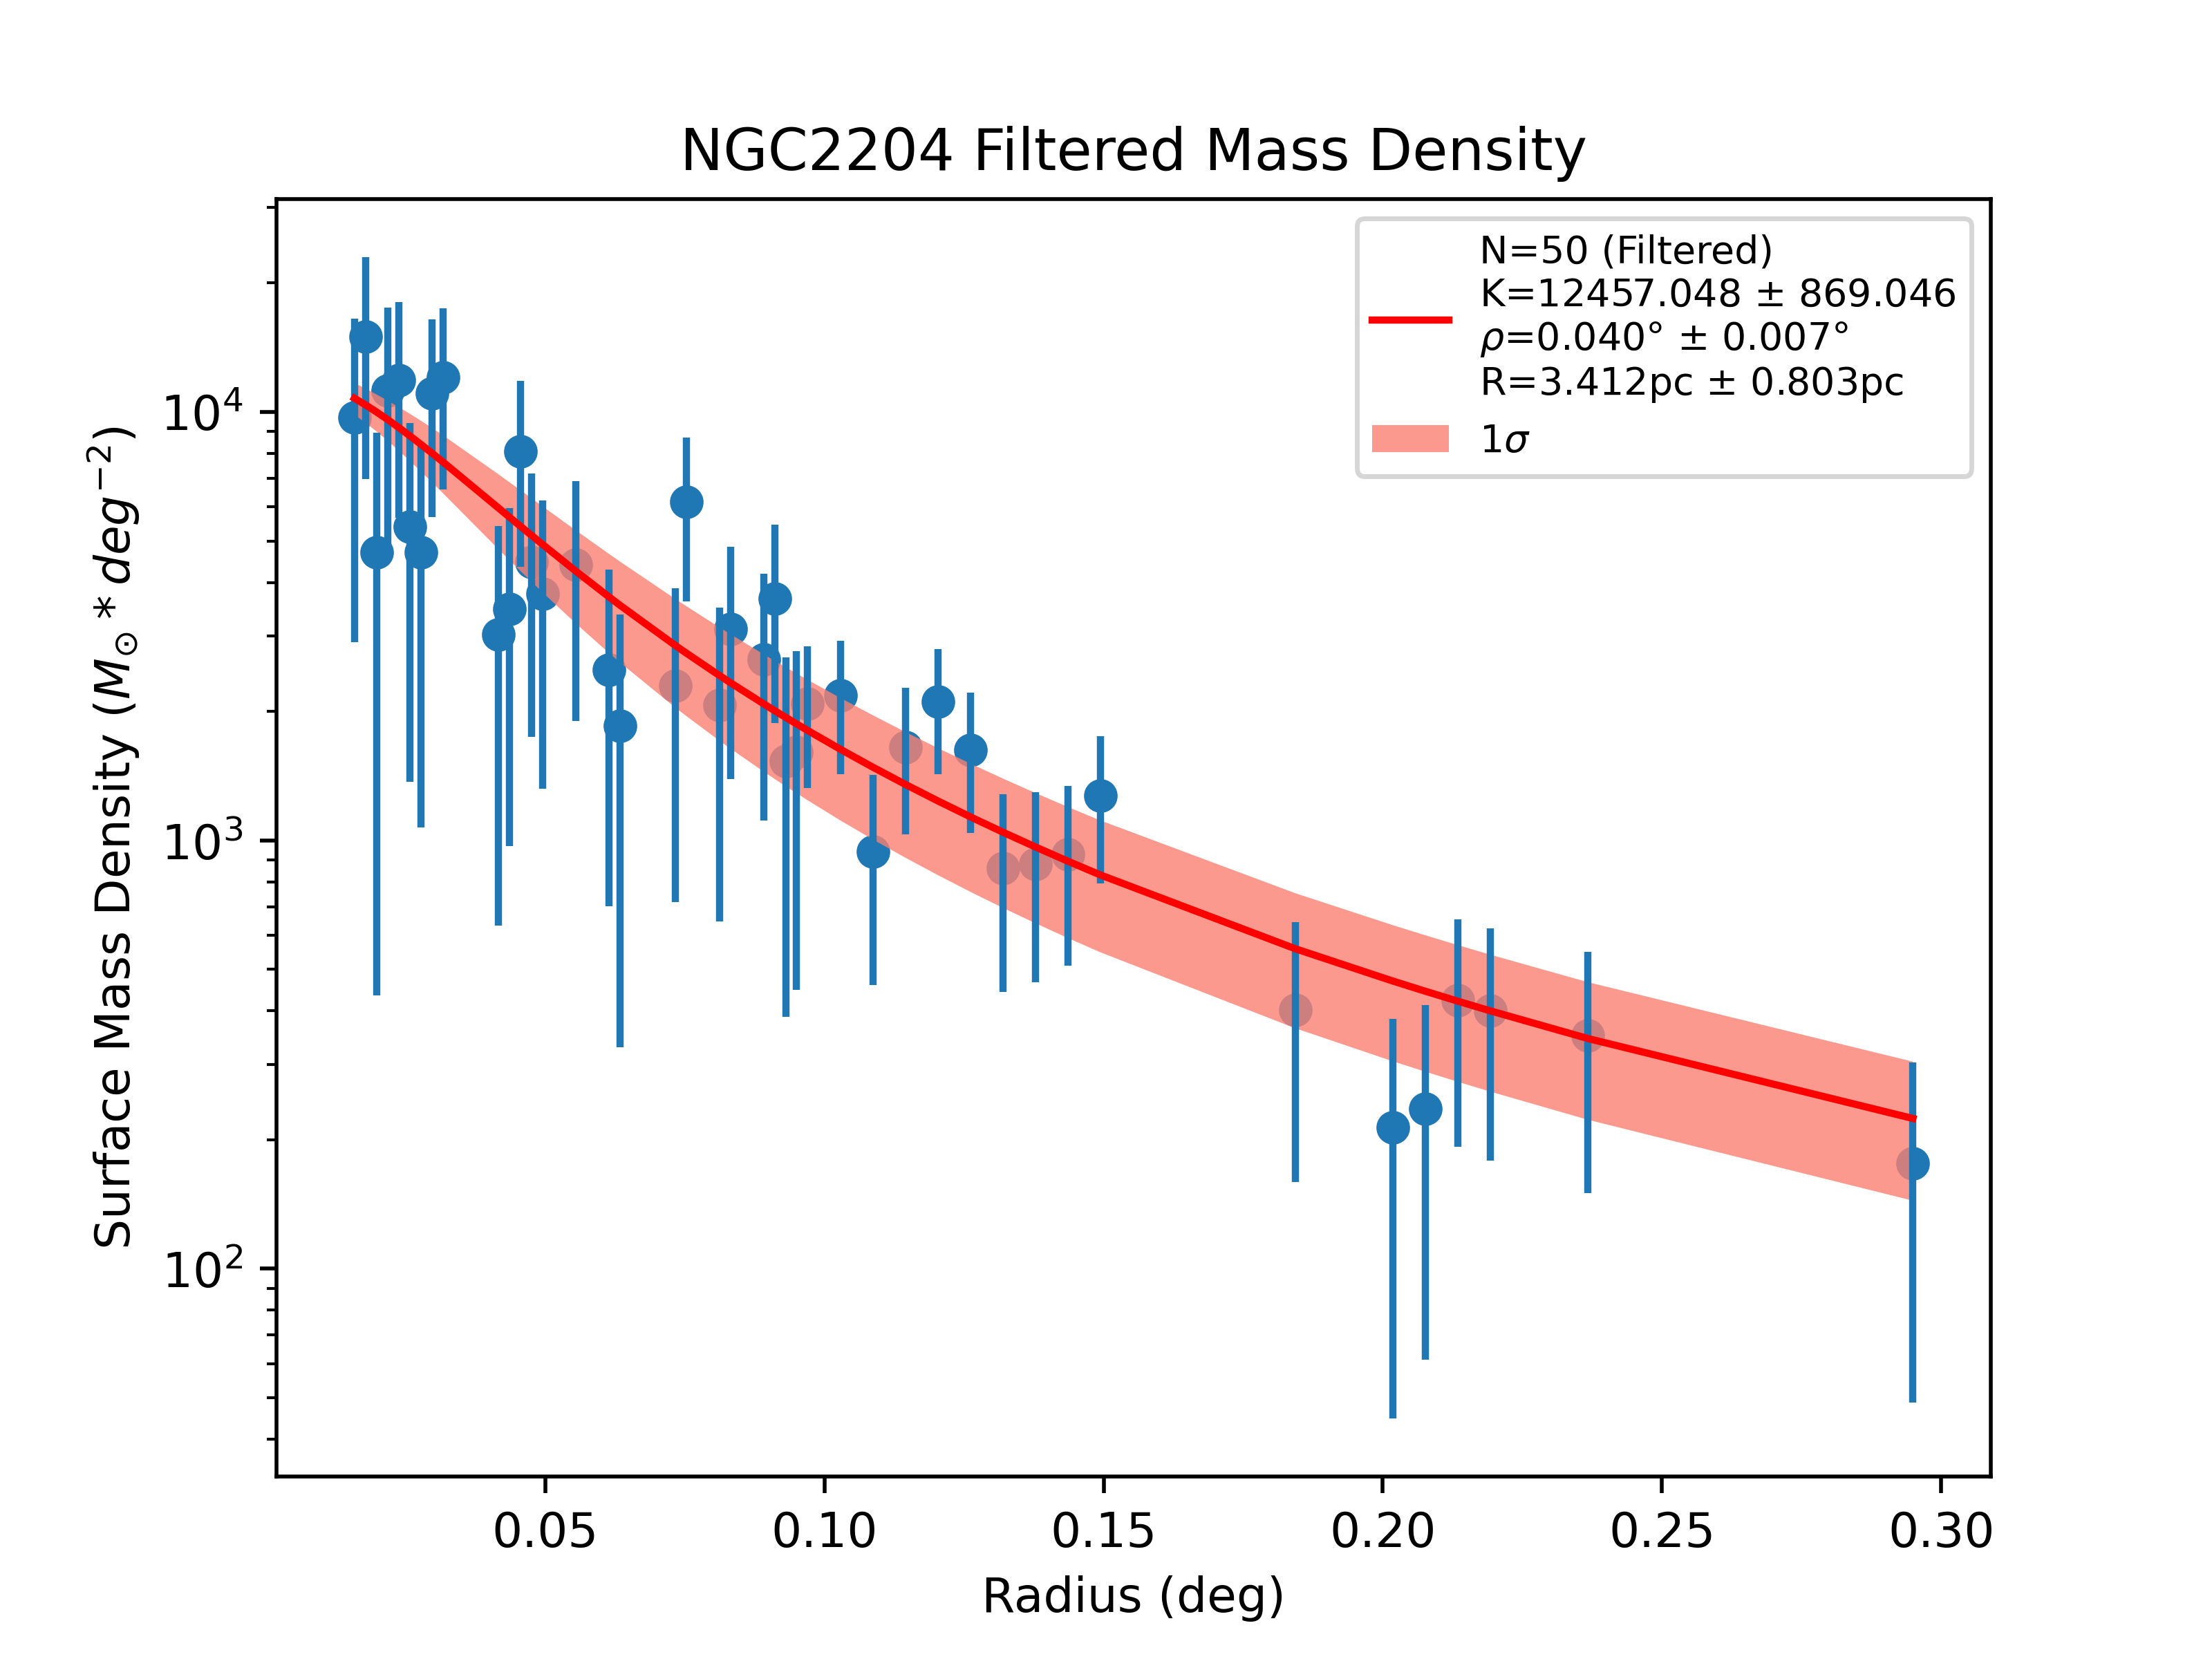 NGC2204 Filtered Mass Density
N=50 (Filtered)
K=12457.048 ± 869.046
ρ=0.040° ± 0.007°
R=3.412pc ± 0.803pc
1σ
Surface Mass Density (M⊙ * deg⁻²)
10⁴
10³
10²
0.05 0.10 0.15 0.20 0.25 0.30
Radius (deg)